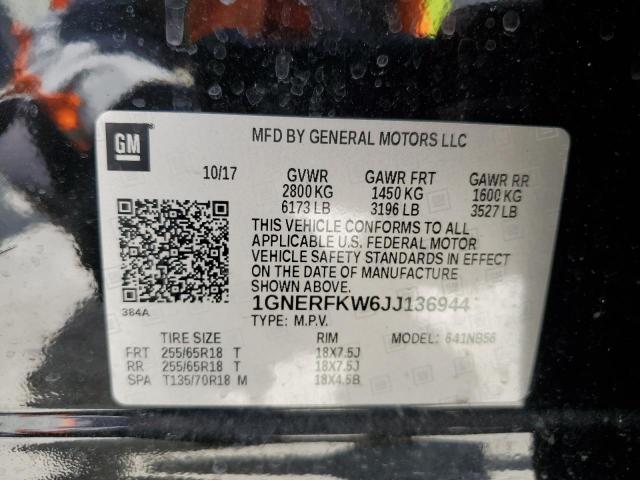 GM
MFD BY GENERAL MOTORS LLC
10/17 GVWR GAWR FRT GAWR RR
2800 KG 1450 KG 1600 KG
6173 LB 3196 LB 3527 LB
THIS VEHICLE CONFORMS TO ALL
APPLICABLE U.S. FEDERAL MOTOR
VEHICLE SAFETY STANDARDS IN EFFECT
ON THE DATE OF MANUFACTURE
SHOWN ABOVE.
384A 1GNERFKW6JJ136944
TYPE: M.P.V. MODEL: 641NB56
TIRE SIZE RIM
FRT 255/65R18 T 18X7.5J
RR 255/65R18 T 18X7.5J
SPA T135/70R18 M 18X4.5B